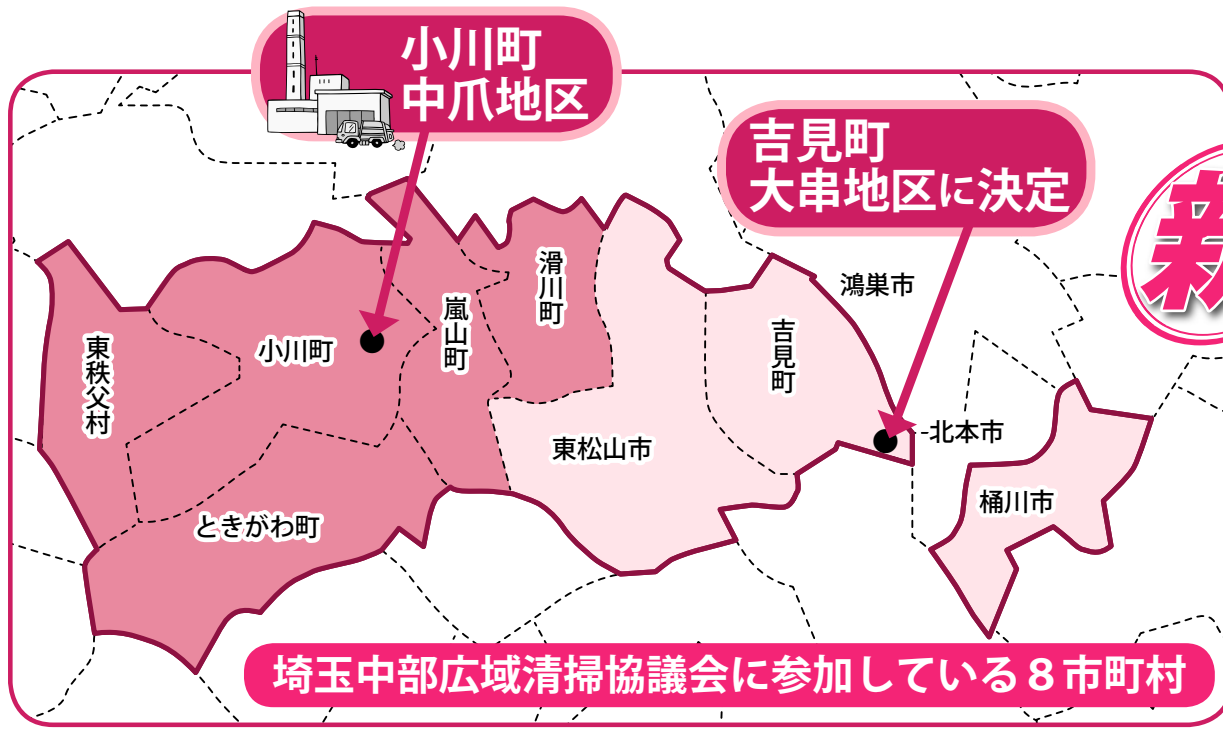 小川町
中爪地区
吉見町
大串地区に決定
新
鴻巣市
滑川町
嵐山町
吉見町
小川町
東秩父村
北本市
東松山市
桶川市
ときがわ町
埼玉中部広域清掃協議会に参加している８市町村